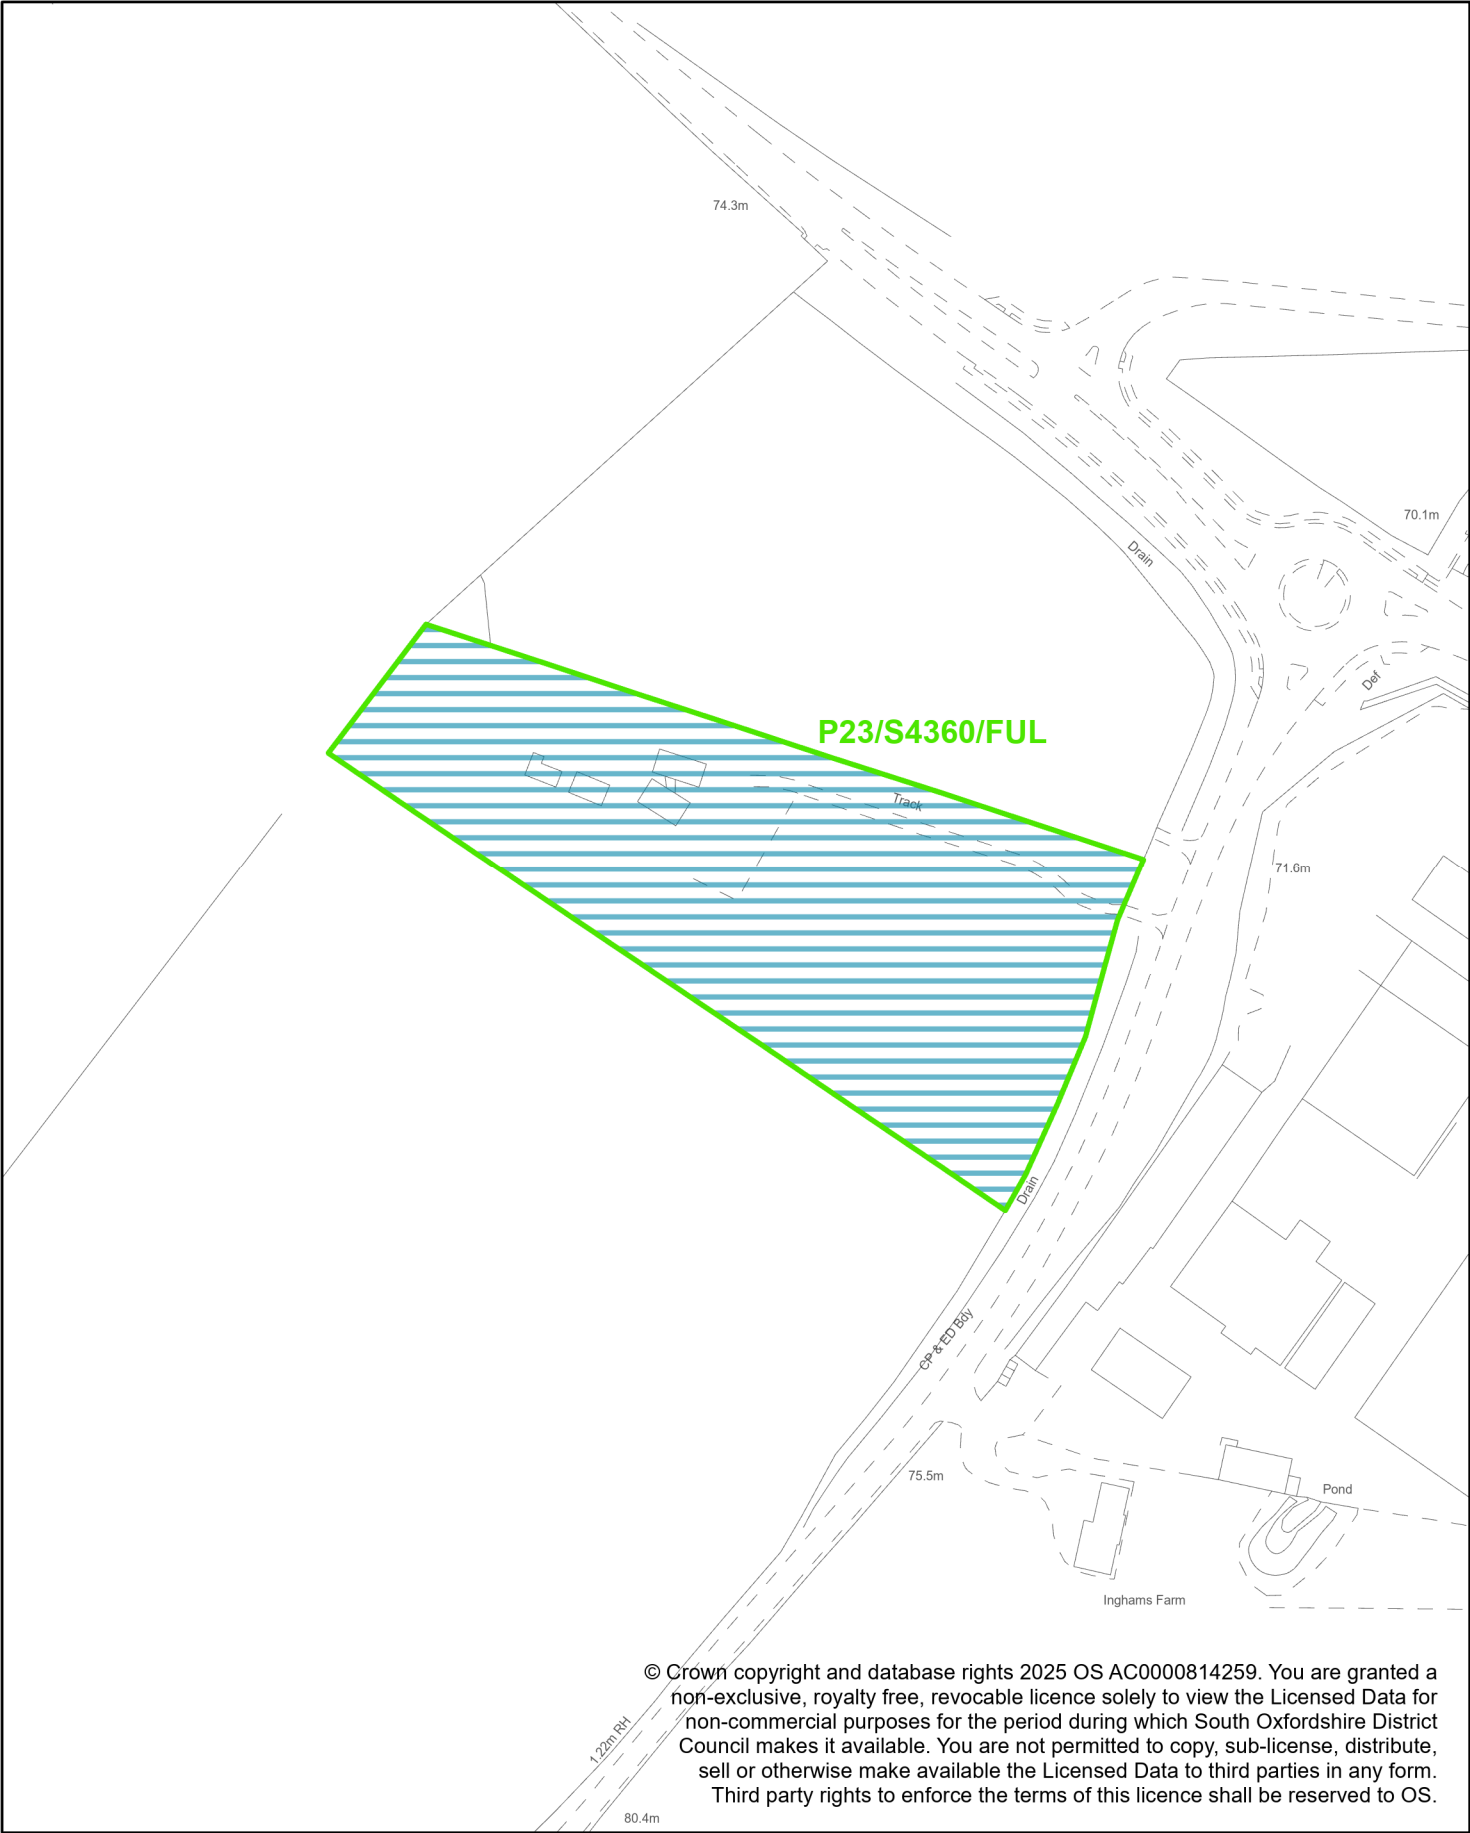 74.3m
70.1m
Drain
Def
P23/S4360/FUL
Track
71.6m
Drain
CP & ED Bdy
75.5m
Pond
Inghams Farm
© Crown copyright and database rights 2025 OS AC0000814259. You are granted a
non-exclusive, royalty free, revocable licence solely to view the Licensed Data for
non-commercial purposes for the period during which South Oxfordshire District
Council makes it available. You are not permitted to copy, sub-license, distribute,
sell or otherwise make available the Licensed Data to third parties in any form.
Third party rights to enforce the terms of this licence shall be reserved to OS.
1.22m RH
80.4m